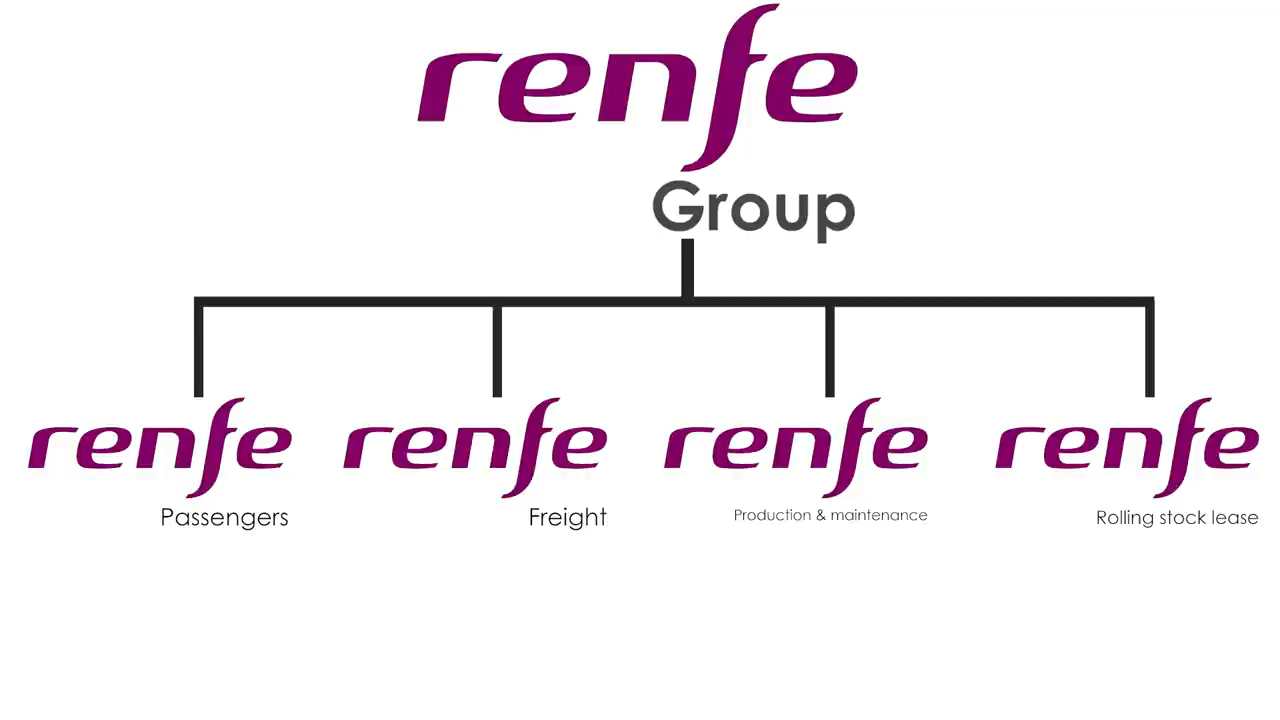 renfe
Group
renfe
Passengers
renfe
Freight
renfe
Production & maintenance
renfe
Rolling stock lease